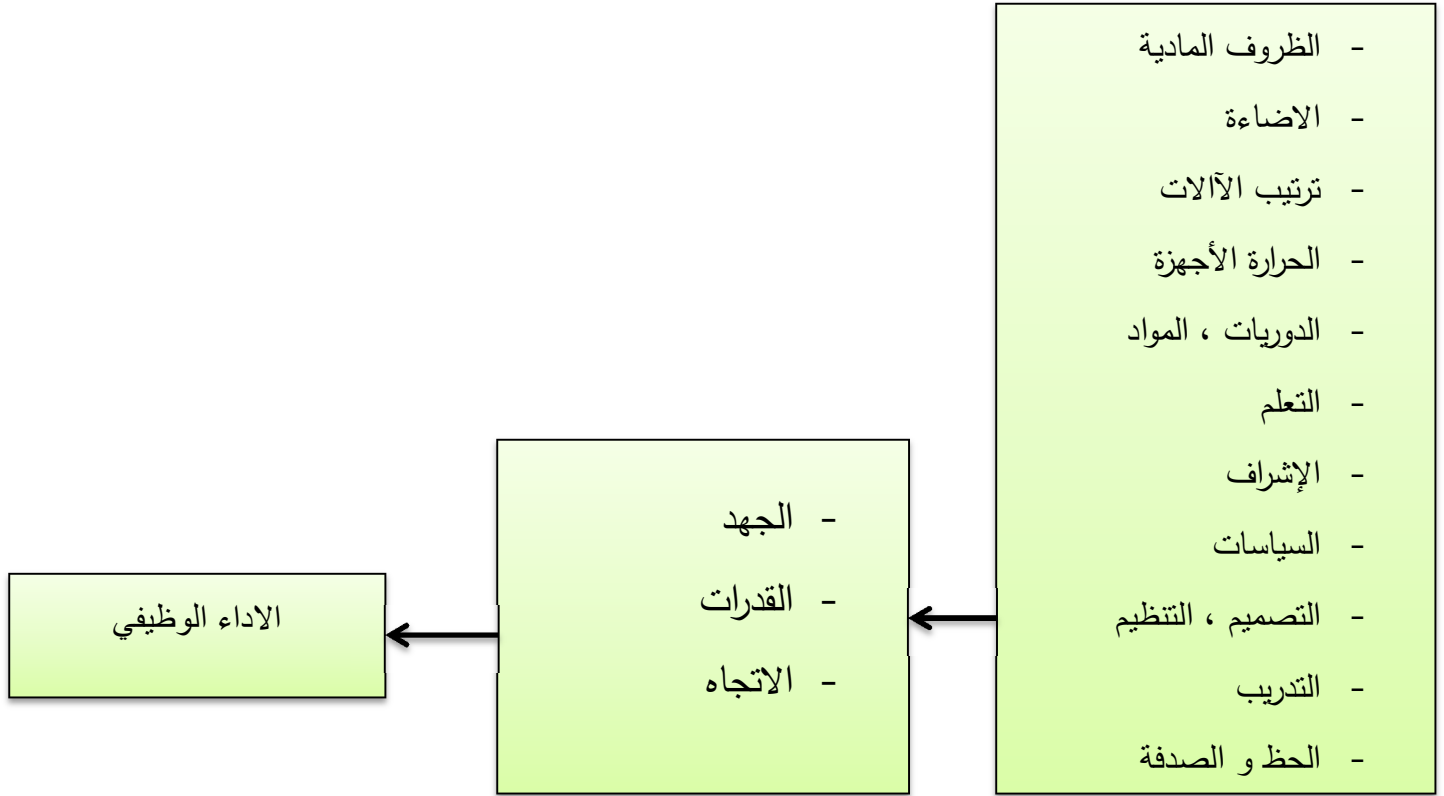 - الظروف المادية
- الاضاءة
- ترتيب الآالات
- الحرارة الأجهزة
- الدوريات ، المواد
- التعلم
- الإشراف
- السياسات
- التصميم ، التنظيم
- التدريب
- الحظ و الصدفة
- الجهد
- القدرات
- الاتجاه
الاداء الوظيفي